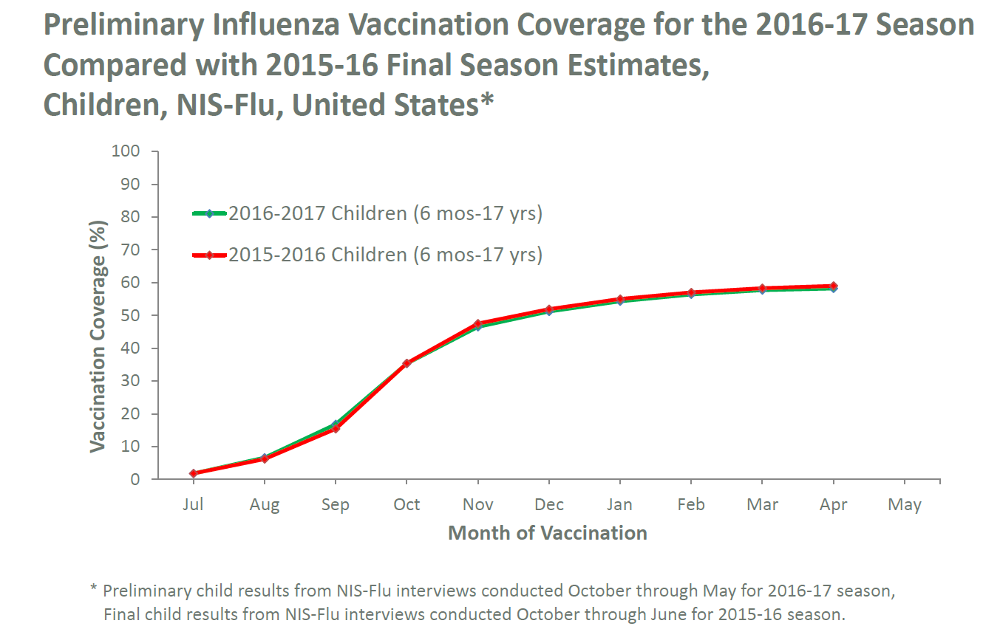 Preliminary Influenza Vaccination Coverage for the 2016-17 Season
Compared with 2015-16 Final Season Estimates,
Children, NIS-Flu, United States*
100
90
80
70
60
50
40
30
20
10
0
Vaccination Coverage (%)
2016-2017 Children (6 mos-17 yrs)
2015-2016 Children (6 mos-17 yrs)
Jul Aug Sep Oct Nov Dec Jan Feb Mar Apr May
Month of Vaccination
* Preliminary child results from NIS-Flu interviews conducted October through May for 2016-17 season,
Final child results from NIS-Flu interviews conducted October through June for 2015-16 season.